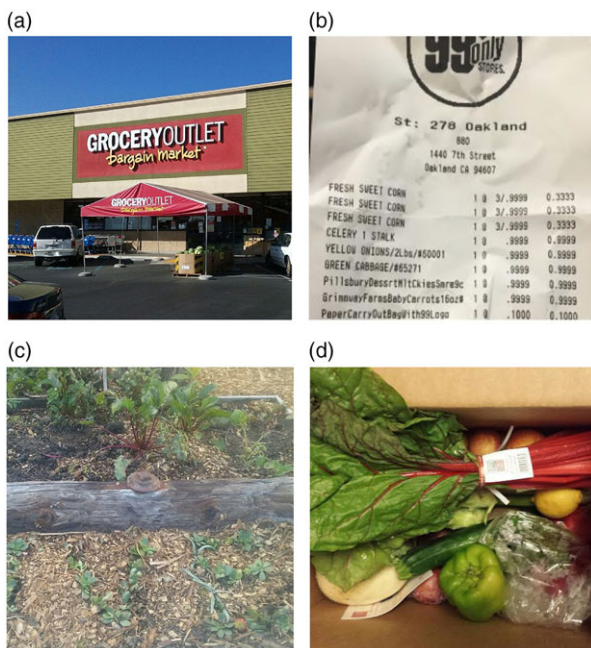 (a)
GROCERY OUTLET
bargain market
GROCERY OUTLET
bargain market
(b)
99 only
STORES.
St: 278 Oakland
880
1440 7th Street
Oakland CA 94607
FRESH SWEET CORN 1 @ 3/.9999 0.3333
FRESH SWEET CORN 1 @ 3/.9999 0.3333
FRESH SWEET CORN 1 @ 3/.9999 0.3333
CELERY 1 STALK 1 @ .9999 0.9999
YELLOW ONIONS/2Lbs/#50001 1 @ .9999 0.9999
GREEN CABBAGE/#65271 1 @ .9999 0.9999
PillsburyDessrtMltCkiesSmre9c 1 @ .9999 0.9999
GrimwayFarmsBabyCarrots16oz# 1 @ .9999 0.9999
PaperCarryOutBagWith99Logo 1 @ .1000 0.1000
(c)
(d)